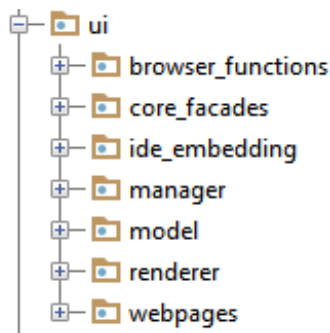 ui
browser_functions
core_facades
ide_embedding
manager
model
renderer
webpages